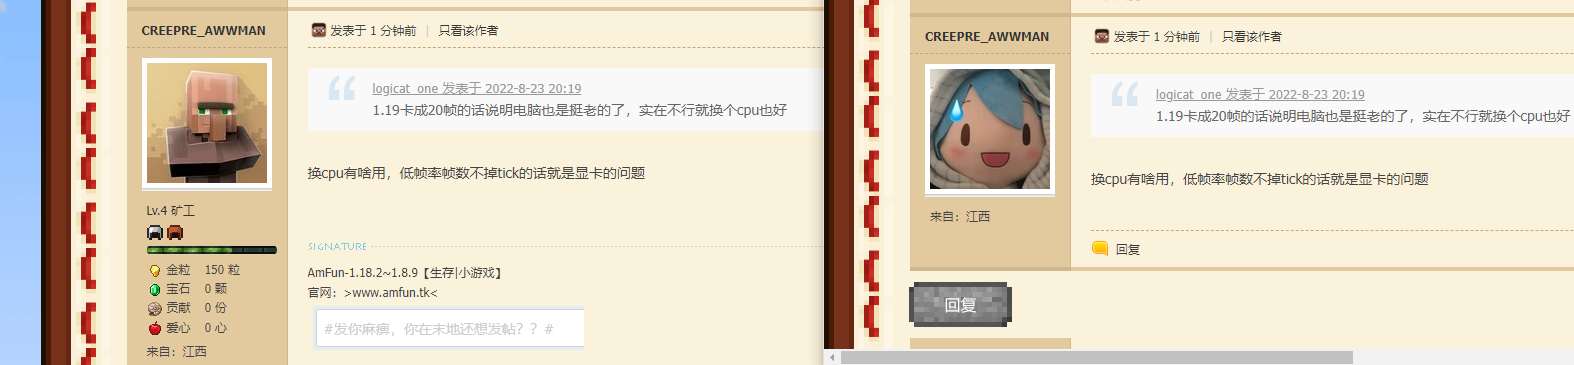 CREEPRE_AWWMAN
发表于 1 分钟前 | 只看该作者
logicat_one 发表于 2022-8-23 20:19
1.19卡成20帧的话说明电脑也是挺老的了，实在不行就换个cpu也好
换cpu有啥用，低帧率帧数不掉tick的话就是显卡的问题
Lv.4 矿工
金粒 150 粒
宝石 0 颗
贡献 0 份
爱心 0 心
来自：江西
SIGNATURE
AmFun-1.18.2~1.8.9【生存|小游戏】
官网：>www.amfun.tk<
#发你麻痹，你在末地还想发帖？？#
CREEPRE_AWWMAN
发表于 1 分钟前 | 只看该作者
logicat_one 发表于 2022-8-23 20:19
1.19卡成20帧的话说明电脑也是挺老的了，实在不行就换个cpu也好
换cpu有啥用，低帧率帧数不掉tick的话就是显卡的问题
来自：江西
回复
回复